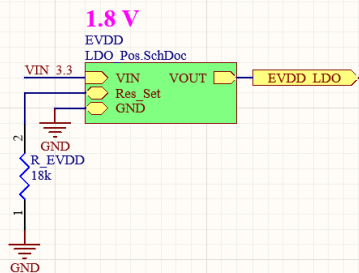 1.8 V
EVDD
LDO_Pos.SchDoc
VIN_3.3
VIN
VOUT
EVDD_LDO
Res_Set
GND
GND
2
R_EVDD
18k
1
GND